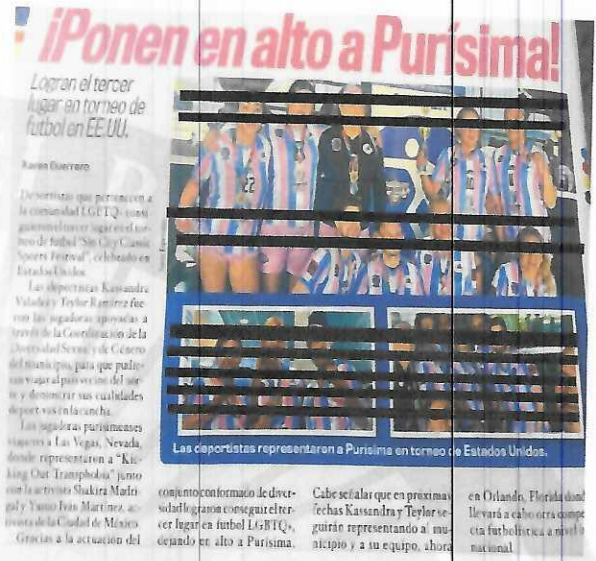 ¡Ponen en alto a Purísima!
Logran el tercer
lugar en torneo de
futbol en EE.UU.
Karen Guerrero
Deportistas que pertenecen a
la comunidad LGBTQ+ consi-
guieron el tercer lugar en el tor-
neo de futbol "Sin City Classic
Sports Festival", celebrado en
Estados Unidos.
Las deportistas Kassandra
Valadez y Teylor Ramírez fue-
ron las jugadoras apoyadas a
través de la Coordinación de la
Diversidad Sexual y de Género
del municipio, para que pudie-
ran viajar al país vecino del nor-
te y demostrar sus cualidades
deportivas en la cancha.
Las jugadoras purisimenses
viajaron a Las Vegas, Nevada,
donde representaron a "Kic-
king Out Transphobia" junto
con la activista Shakira Madri-
gal y Yamo Iván Martínez, ac-
tivista de la Ciudad de México.
Gracias a la actuación del
Las deportistas representaron a Purísima en torneo de Estados Unidos.
conjunto conformado de diver-
sidad lograron conseguir el ter-
cer lugar en futbol LGBTQ+,
dejando en alto a Purísima.
Cabe señalar que en próximas
fechas Kassandra y Teylor se-
guirán representando al mu-
nicipio y a su equipo, ahora
en Orlando, Florida dond
llevará a cabo otra compe
cia futbolística a nivel
nacional.